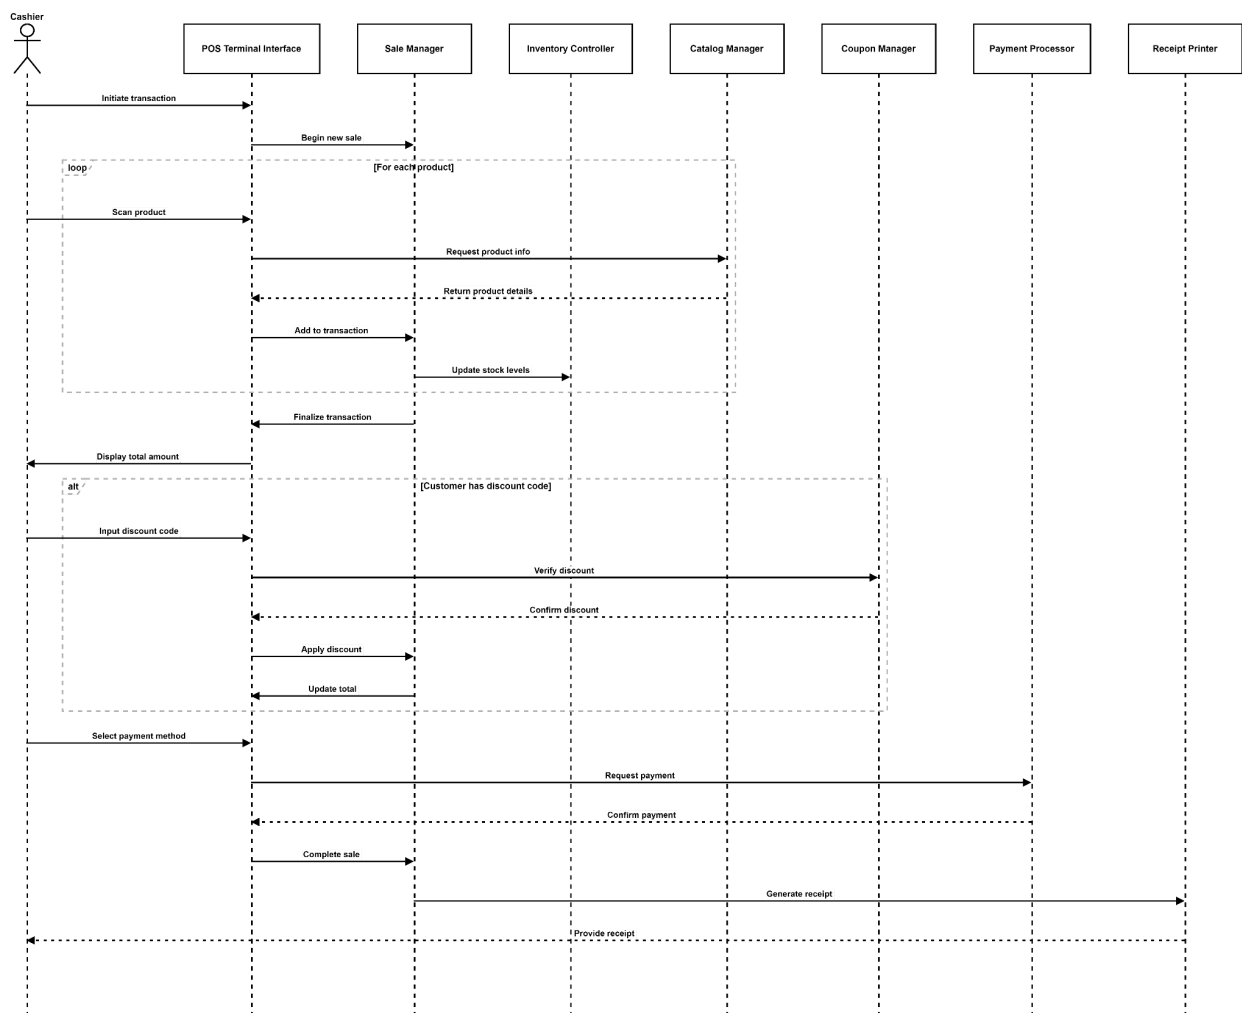 Cashier
POS Terminal Interface
Sale Manager
Inventory Controller
Catalog Manager
Coupon Manager
Payment Processor
Receipt Printer
Initiate transaction
Begin new sale
loop
[For each product]
Scan product
Request product info
Return product details
Add to transaction
Update stock levels
Finalize transaction
Display total amount
alt
[Customer has discount code]
Input discount code
Verify discount
Confirm discount
Apply discount
Update total
Select payment method
Request payment
Confirm payment
Complete sale
Generate receipt
Provide receipt